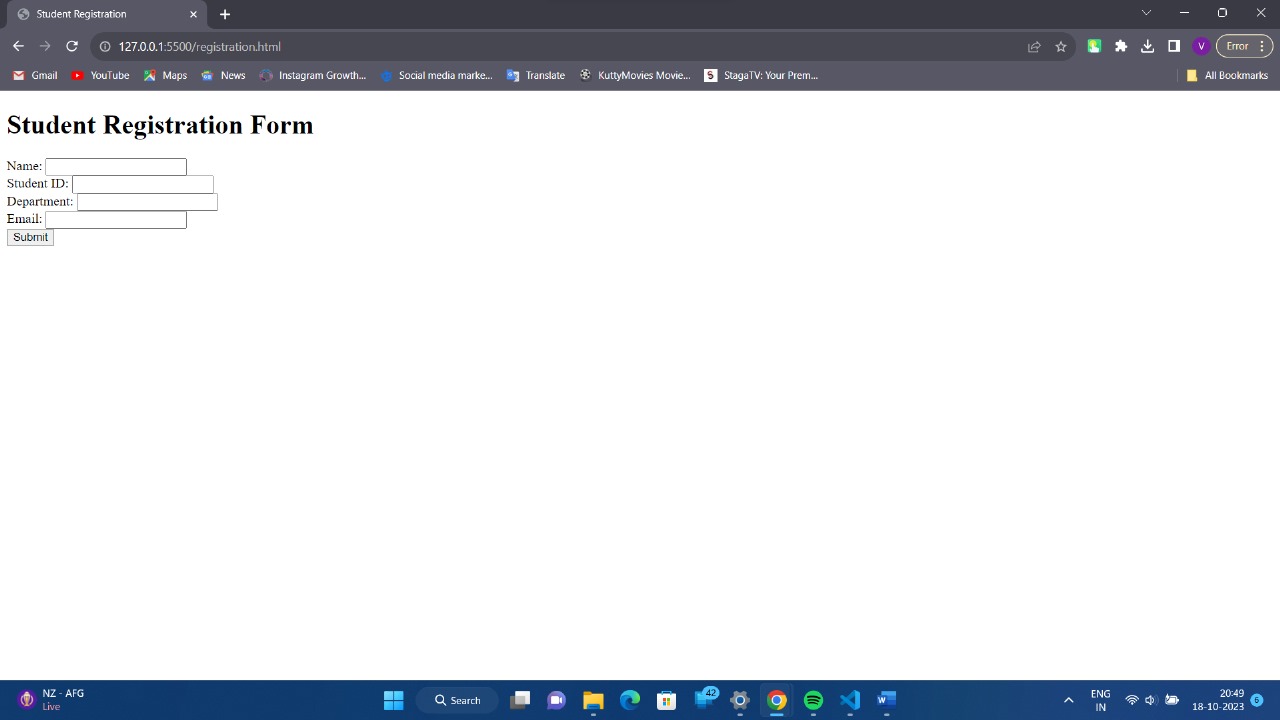 Student Registration
127.0.0.1:5500/registration.html
Error
Gmail YouTube Maps News Instagram Growth... Social media marke... Translate KuttyMovies Movie... StagaTV: Your Prem... All Bookmarks
Student Registration Form
Name:
Student ID:
Department:
Email:
Submit
NZ - AFG
Live
Search
42
ENG
IN
20:49
18-10-2023
6